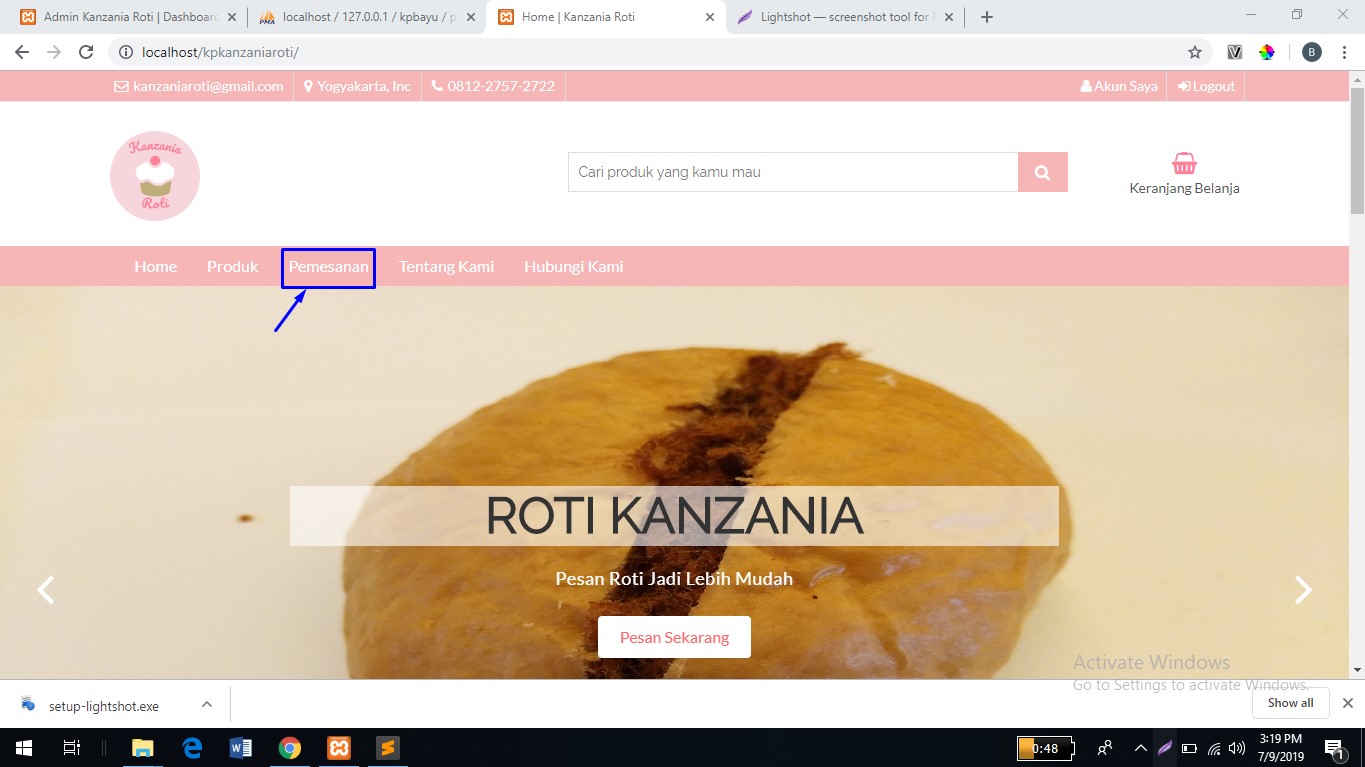 Admin Kanzania Roti | Dashboard
localhost / 127.0.0.1 / kpbayu / p
Home | Kanzania Roti
Lightshot — screenshot tool for
localhost/kpkanzaniaroti/
B
kanzaniaroti@gmail.com
Yogyakarta, Inc
0812-2757-2722
Akun Saya
Logout
Kanzania
Roti
Cari produk yang kamu mau
Keranjang Belanja
Home
Produk
Pemesanan
Tentang Kami
Hubungi Kami
ROTI KANZANIA
Pesan Roti Jadi Lebih Mudah
Pesan Sekarang
Activate Windows
Go to Settings to activate Windows.
setup-lightshot.exe
Show all
0:48
3:19 PM
7/9/2019
1